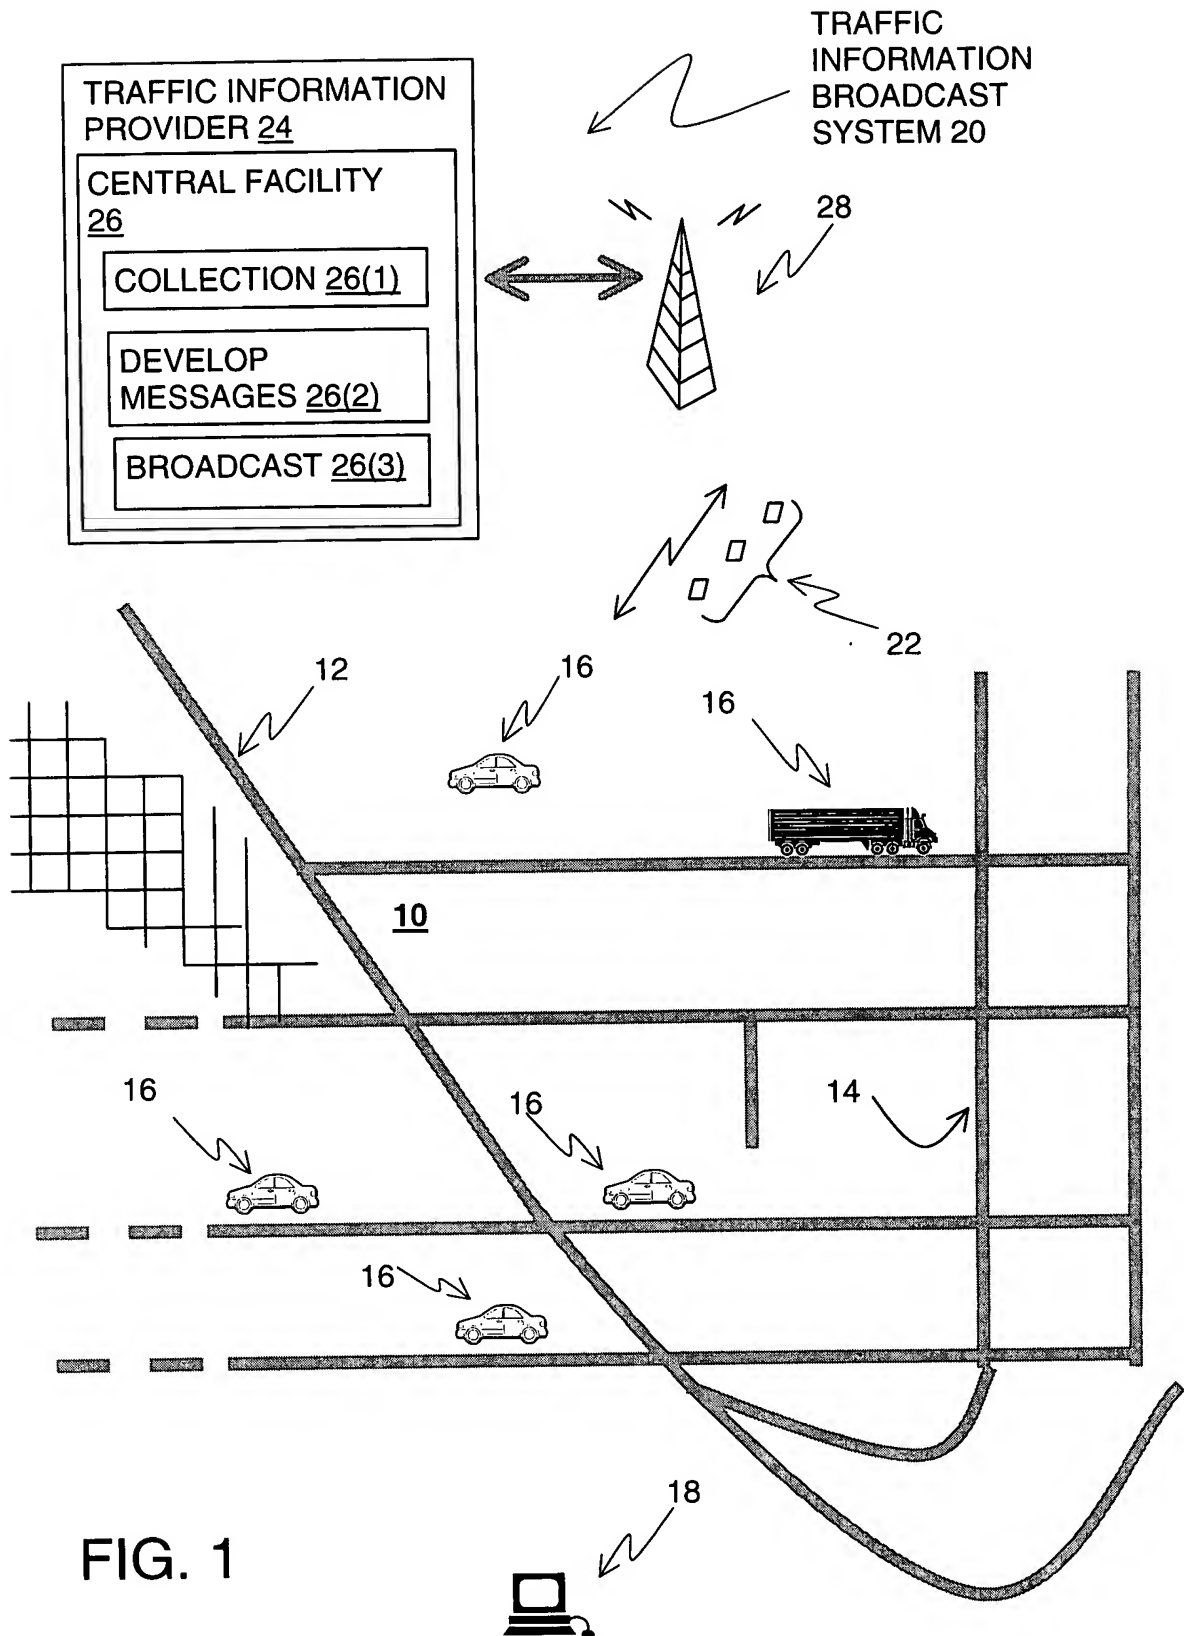 TRAFFIC
INFORMATION
BROADCAST
SYSTEM 20
TRAFFIC INFORMATION
PROVIDER 24
CENTRAL FACILITY
26
COLLECTION 26(1)
DEVELOP
MESSAGES 26(2)
BROADCAST 26(3)
28
22
12
16
16
10
16
16
14
16
18
FIG. 1